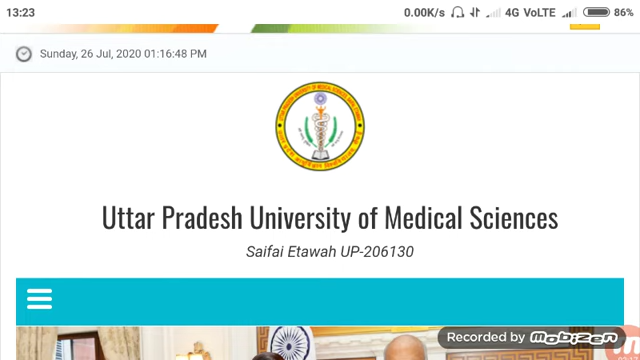 13:23 0.00K/s 4G VoLTE 86%
Sunday, 26 Jul, 2020 01:16:48 PM
Uttar Pradesh University of Medical Sciences
Saifai Etawah UP-206130
Recorded by MOBIZEN